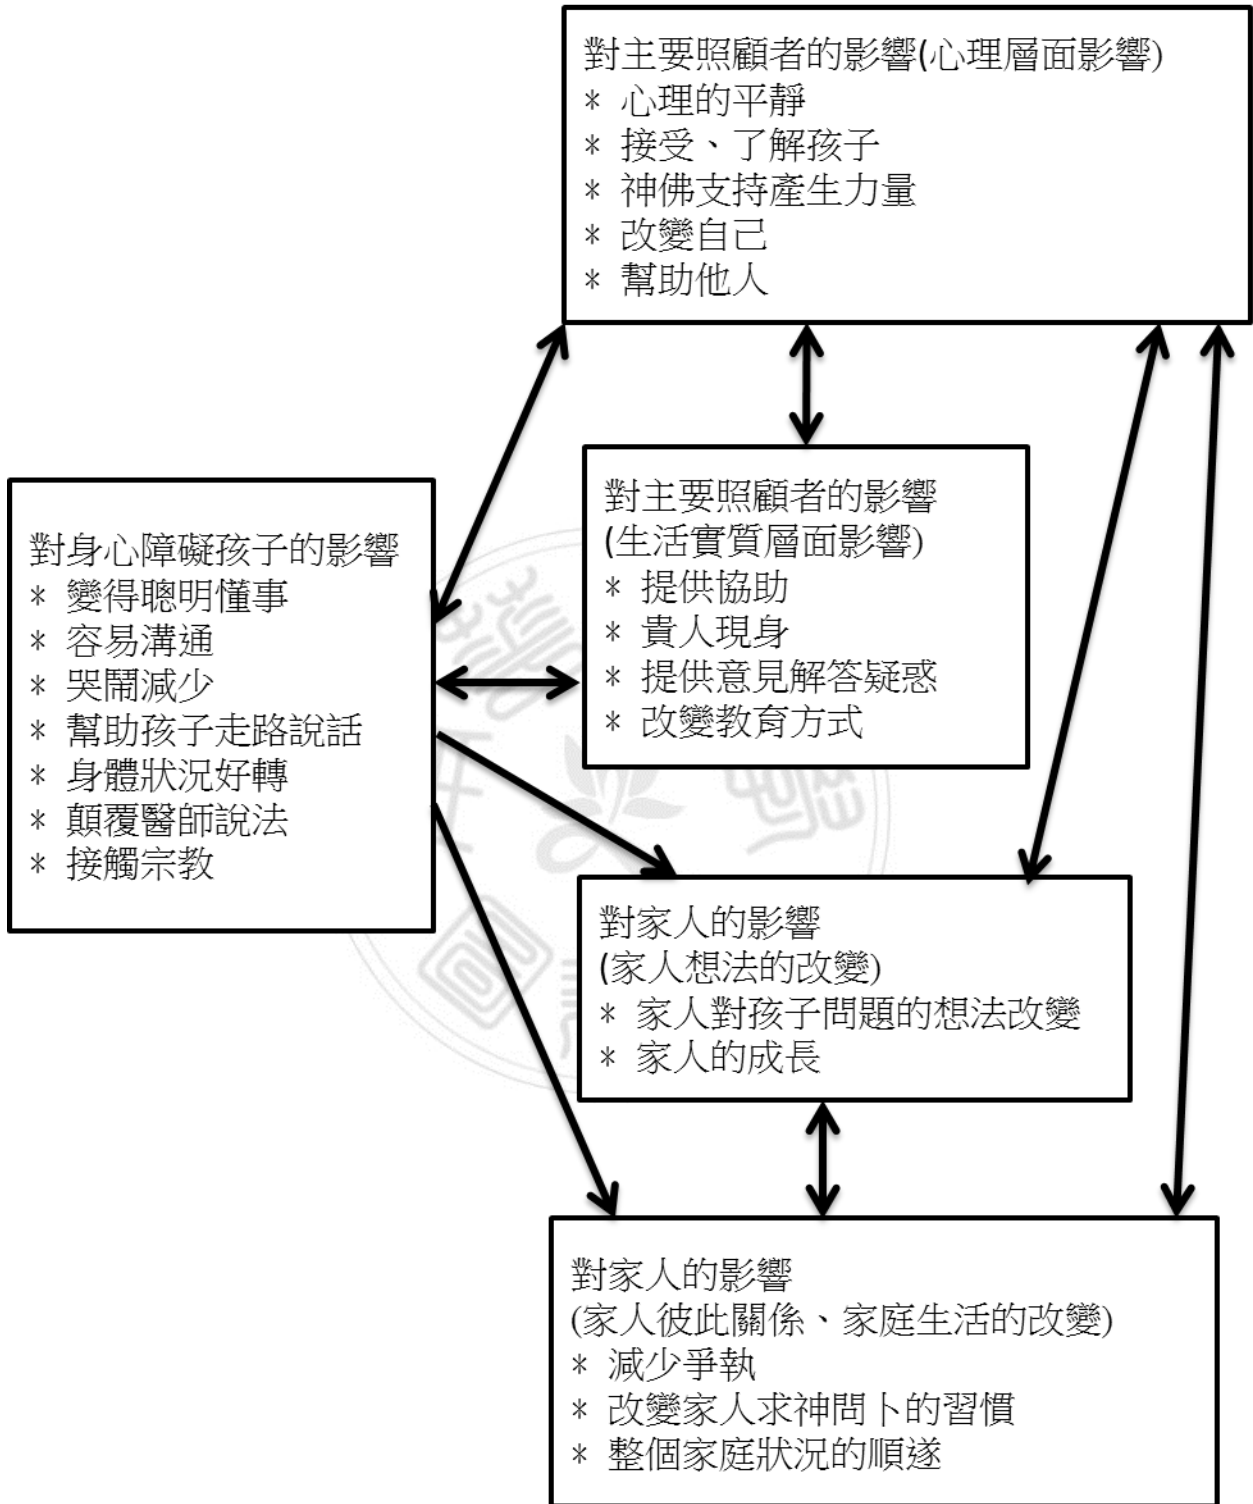 對主要照顧者的影響(心理層面影響)
* 心理的平靜
* 接受、了解孩子
* 神佛支持產生力量
* 改變自己
* 幫助他人
對主要照顧者的影響
(生活實質層面影響)
* 提供協助
* 貴人現身
* 提供意見解答疑惑
* 改變教育方式
對身心障礙孩子的影響
* 變得聰明懂事
* 容易溝通
* 哭鬧減少
* 幫助孩子走路說話
* 身體狀況好轉
* 顛覆醫師說法
* 接觸宗教
對家人的影響
(家人想法的改變)
* 家人對孩子問題的想法改變
* 家人的成長
對家人的影響
(家人彼此關係、家庭生活的改變)
* 減少爭執
* 改變家人求神問卜的習慣
* 整個家庭狀況的順遂